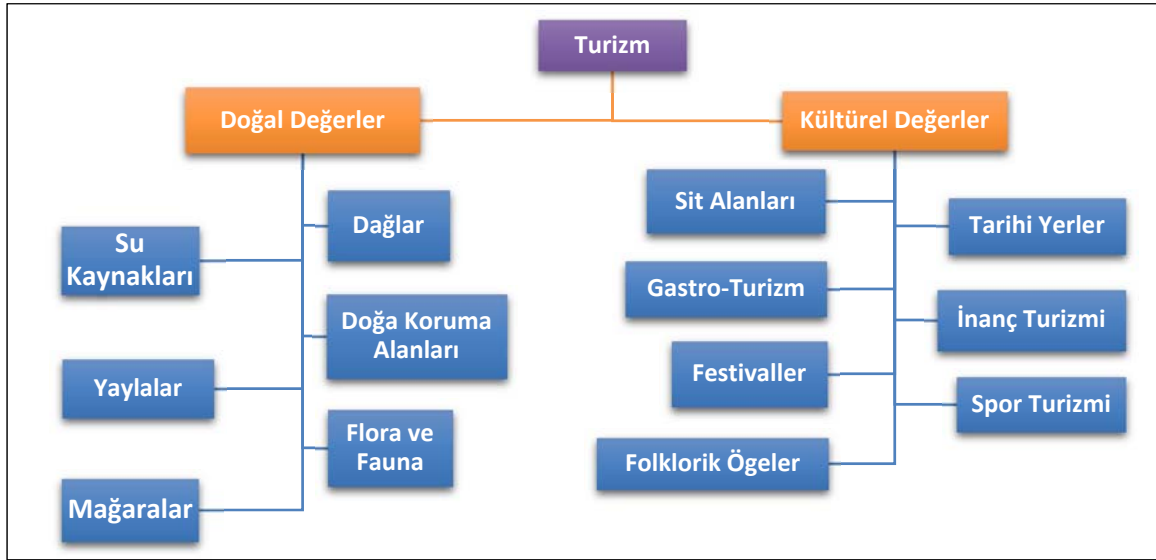 Turizm
Doğal Değerler
Kültürel Değerler
Dağlar
Su
Kaynakları
Doğa Koruma
Alanları
Yaylalar
Flora ve
Fauna
Mağaralar
Sit Alanları
Tarihi Yerler
Gastro-Turizm
İnanç Turizmi
Festivaller
Spor Turizmi
Folklorik Ögeler